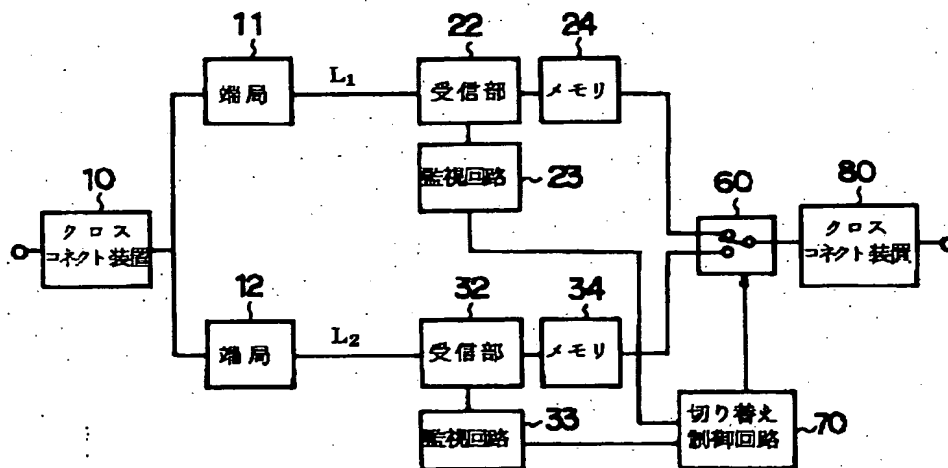 11
端局
L₁
22
受信部
24
メモリ
監視回路
23
10
クロス
コネクト装置
60
80
クロス
コネクト装置
12
端局
L₂
32
受信部
34
メモリ
監視回路
33
切り替え
制御回路
70